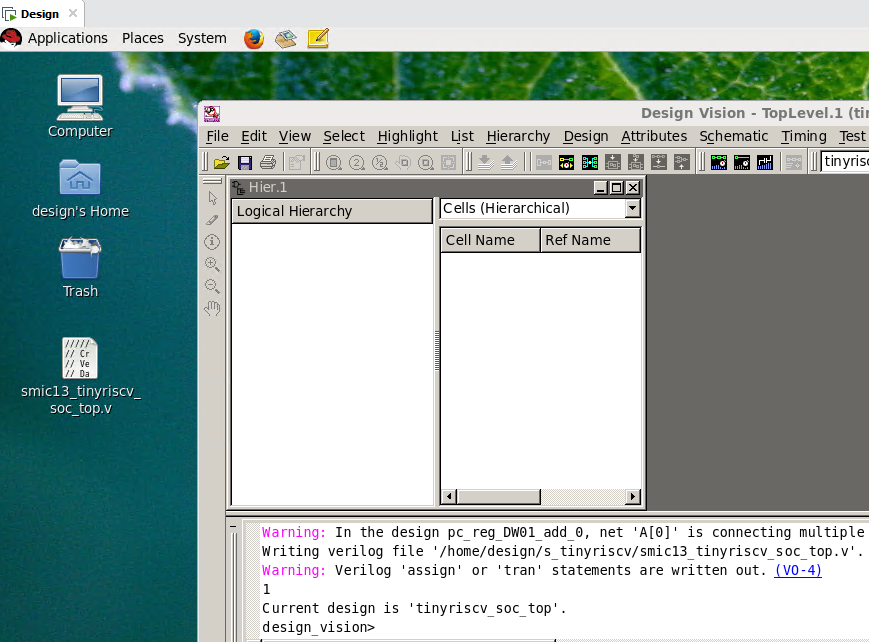 Design
Applications Places System
Computer
design's Home
Trash
/////
// Cr
// Ve
// Da
smic13_tinyriscv_
soc_top.v
Design Vision - TopLevel.1 (ti
File Edit View Select Highlight List Hierarchy Design Attributes Schematic Timing Test
tinyrisc
Hier.1
Logical Hierarchy
Cells (Hierarchical)
Cell Name Ref Name
Warning: In the design pc_reg_DW01_add_0, net 'A[0]' is connecting multiple
Writing verilog file '/home/design/s_tinyriscv/smic13_tinyriscv_soc_top.v'.
Warning: Verilog 'assign' or 'tran' statements are written out. (VO-4)
1
Current design is 'tinyriscv_soc_top'.
design_vision>